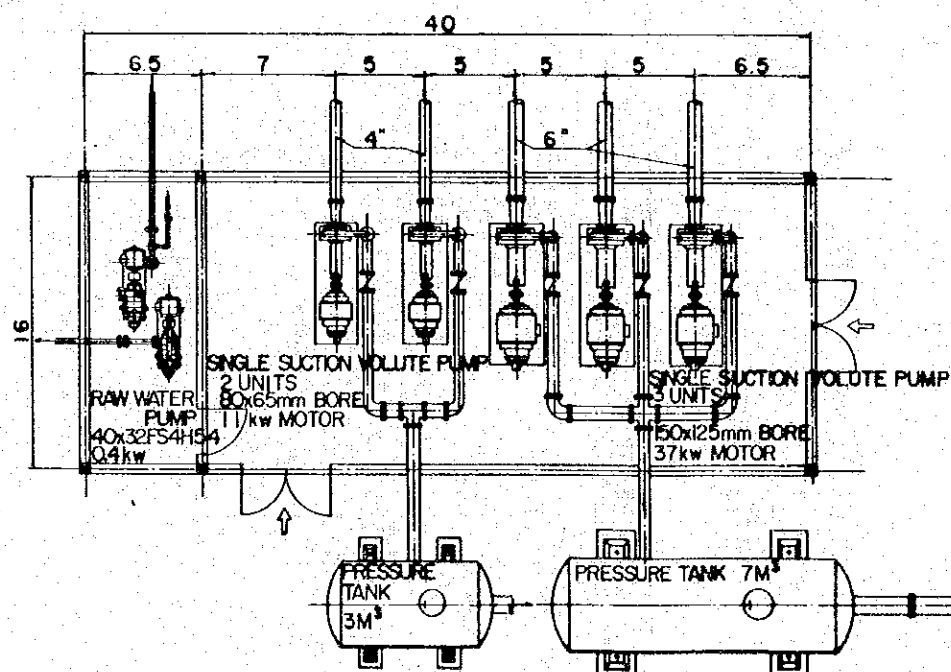 40
6.5 7 5 5 5 5 6.5
4" 6"
16
SINGLE SUCTION VOLUTE PUMP
2 UNITS
80x65mm BORE
11 kw MOTOR
RAW WATER
PUMP
40x32FS4H54
0.4kw
SINGLE SUCTION VOLUTE PUMP
3 UNITS
150x125mm BORE
37kw MOTOR
PRESSURE
TANK
3M³
PRESSURE TANK 7M³